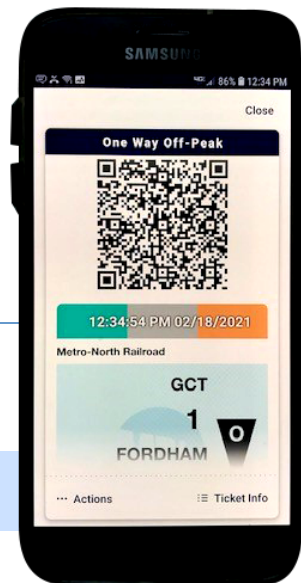 SAMSUNG
86% 12:34 PM
Close
One Way Off-Peak
12:34:54 PM 02/18/2021
Metro-North Railroad
GCT
1
O
FORDHAM
... Actions
Ticket Info